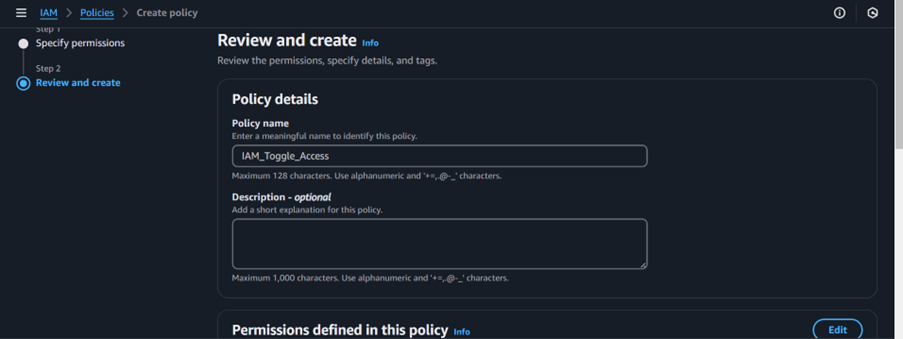 IAM > Policies > Create policy
Step 1
Specify permissions
Step 2
Review and create
Review and create Info
Review the permissions, specify details, and tags.
Policy details
Policy name
Enter a meaningful name to identify this policy.
IAM_Toggle_Access
Maximum 128 characters. Use alphanumeric and '+=,.@-_' characters.
Description - optional
Add a short explanation for this policy.
Maximum 1,000 characters. Use alphanumeric and '+=,.@-_' characters.
Permissions defined in this policy Info
Edit